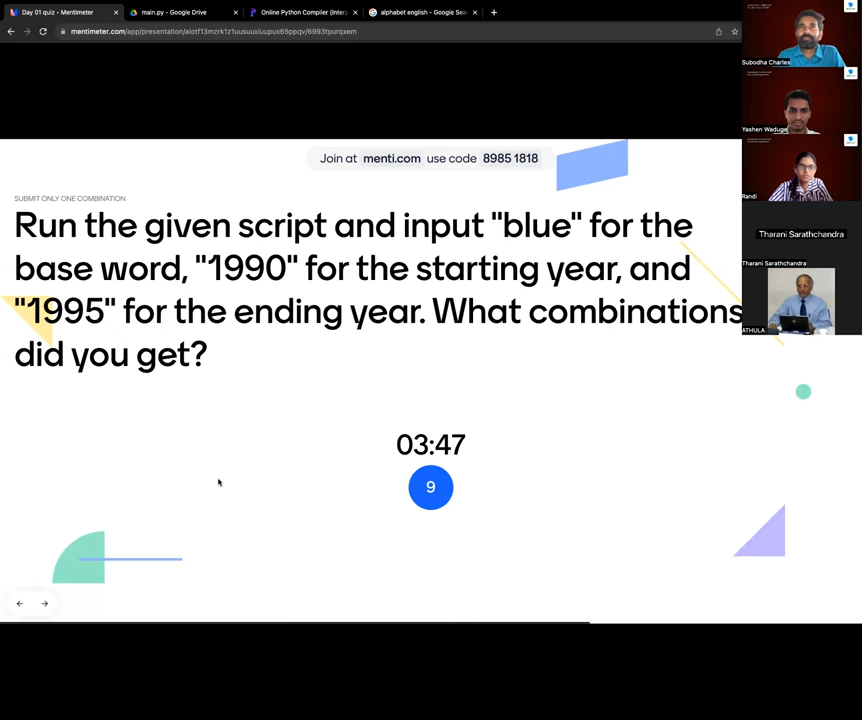 Day 01 quiz - Mentimeter
main.py - Google Drive
Online Python Compiler (Interp
alphabet english - Google Sea
mentimeter.com/app/presentation/
Join at menti.com use code 8985 1818
SUBMIT ONLY ONE COMBINATION
Run the given script and input "blue" for the
base word, "1990" for the starting year, and
"1995" for the ending year. What combinations
did you get?
03:47
9
Subodha Charles
Yashen Waduge
Randi
Tharani Sarathchandra
Tharani Sarathchandra
ATHULA